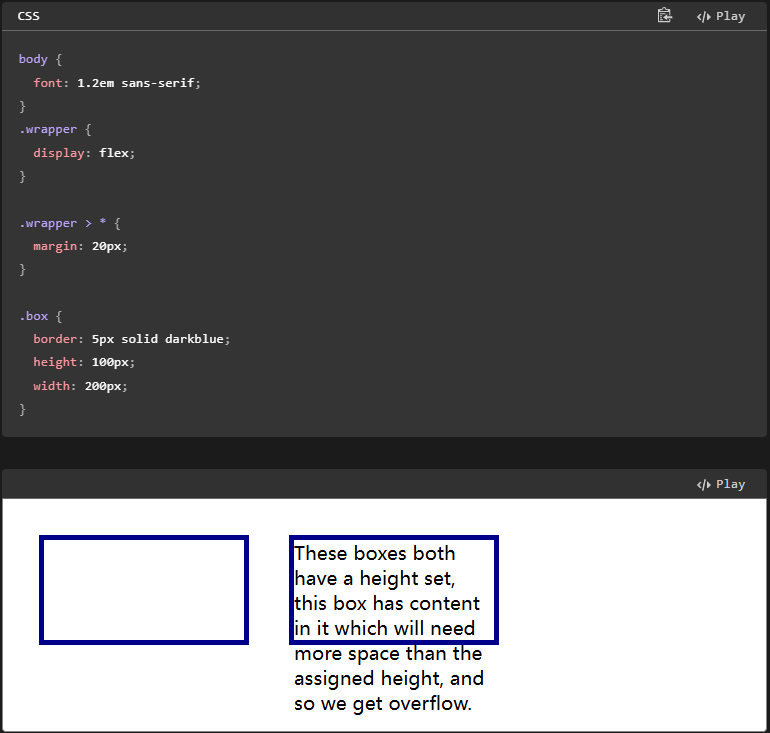 CSS
Play
body {
font: 1.2em sans-serif;
}
.wrapper {
display: flex;
}
.wrapper > * {
margin: 20px;
}
.box {
border: 5px solid darkblue;
height: 100px;
width: 200px;
}
Play
These boxes both
have a height set,
this box has content
in it which will need
more space than the
assigned height, and
so we get overflow.